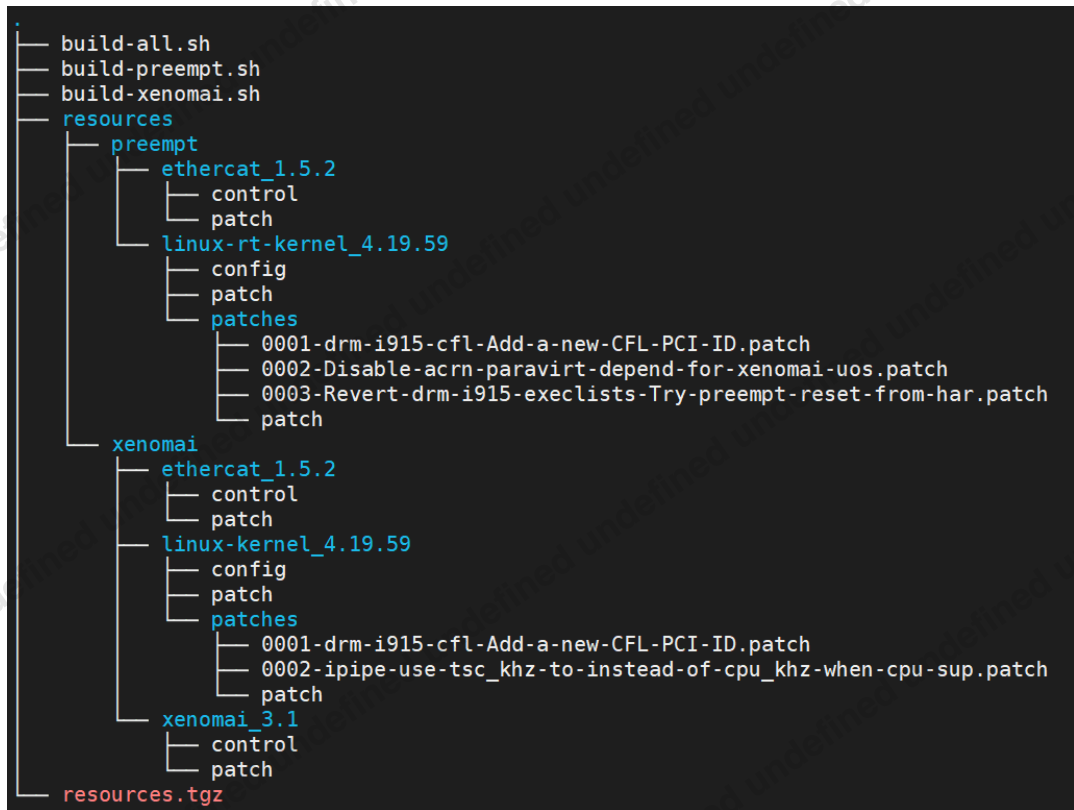 .
├── build-all.sh
├── build-preempt.sh
├── build-xenomai.sh
├── resources
│   ├── preempt
│   │   ├── ethercat_1.5.2
│   │   │   ├── control
│   │   │   └── patch
│   │   └── linux-rt-kernel_4.19.59
│   │       ├── config
│   │       ├── patch
│   │       └── patches
│   │           ├── 0001-drm-i915-cfl-Add-a-new-CFL-PCI-ID.patch
│   │           ├── 0002-Disable-acrn-paravirt-depend-for-xenomai-uos.patch
│   │           ├── 0003-Revert-drm-i915-execlists-Try-preempt-reset-from-har.patch
│   │           └── patch
│   └── xenomai
│       ├── ethercat_1.5.2
│       │   ├── control
│       │   └── patch
│       ├── linux-kernel_4.19.59
│       │   ├── config
│       │   ├── patch
│       │   └── patches
│       │       ├── 0001-drm-i915-cfl-Add-a-new-CFL-PCI-ID.patch
│       │       ├── 0002-ipipe-use-tsc_khz-to-instead-of-cpu_khz-when-cpu-sup.patch
│       │       └── patch
│       └── xenomai_3.1
│           ├── control
│           └── patch
└── resources.tgz